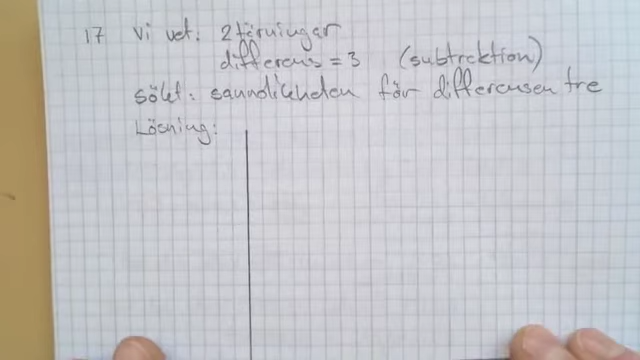 17 Vi vet: 2 tärningar
differens = 3 (subtraktion)
sökt: sannolikheten för differensen tre
Lösning: